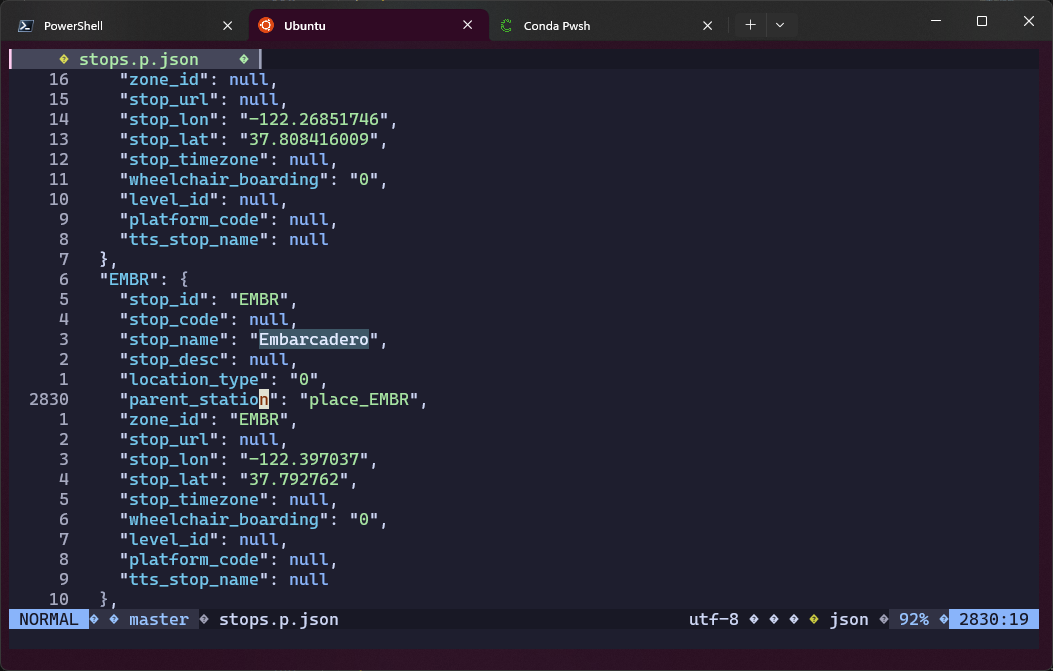 PowerShell Ubuntu Conda Pwsh
� stops.p.json �
16 "zone_id": null,
15 "stop_url": null,
14 "stop_lon": "-122.26851746",
13 "stop_lat": "37.808416009",
12 "stop_timezone": null,
11 "wheelchair_boarding": "0",
10 "level_id": null,
9 "platform_code": null,
8 "tts_stop_name": null
7 },
6 "EMBR": {
5 "stop_id": "EMBR",
4 "stop_code": null,
3 "stop_name": "Embarcadero",
2 "stop_desc": null,
1 "location_type": "0",
2830 "parent_station": "place_EMBR",
1 "zone_id": "EMBR",
2 "stop_url": null,
3 "stop_lon": "-122.397037",
4 "stop_lat": "37.792762",
5 "stop_timezone": null,
6 "wheelchair_boarding": "0",
7 "level_id": null,
8 "platform_code": null,
9 "tts_stop_name": null
10 },
NORMAL � � master � stops.p.json utf-8 � � � � json � 92% � 2830:19